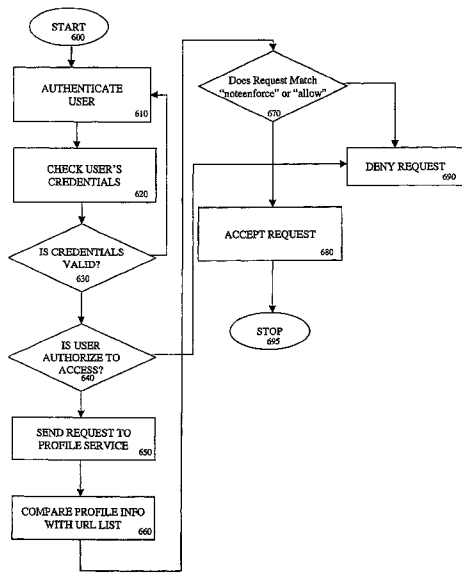 START
600
AUTHENTICATE
USER
610
CHECK USER'S
CREDENTIALS
620
IS CREDENTIALS
VALID?
630
IS USER
AUTHORIZE TO
ACCESS?
640
SEND REQUEST TO
PROFILE SERVICE
650
COMPARE PROFILE INFO
WITH URL LIST
660
Does Request Match
"noteenforce" or "allow"
670
DENY REQUEST
690
ACCEPT REQUEST
680
STOP
695